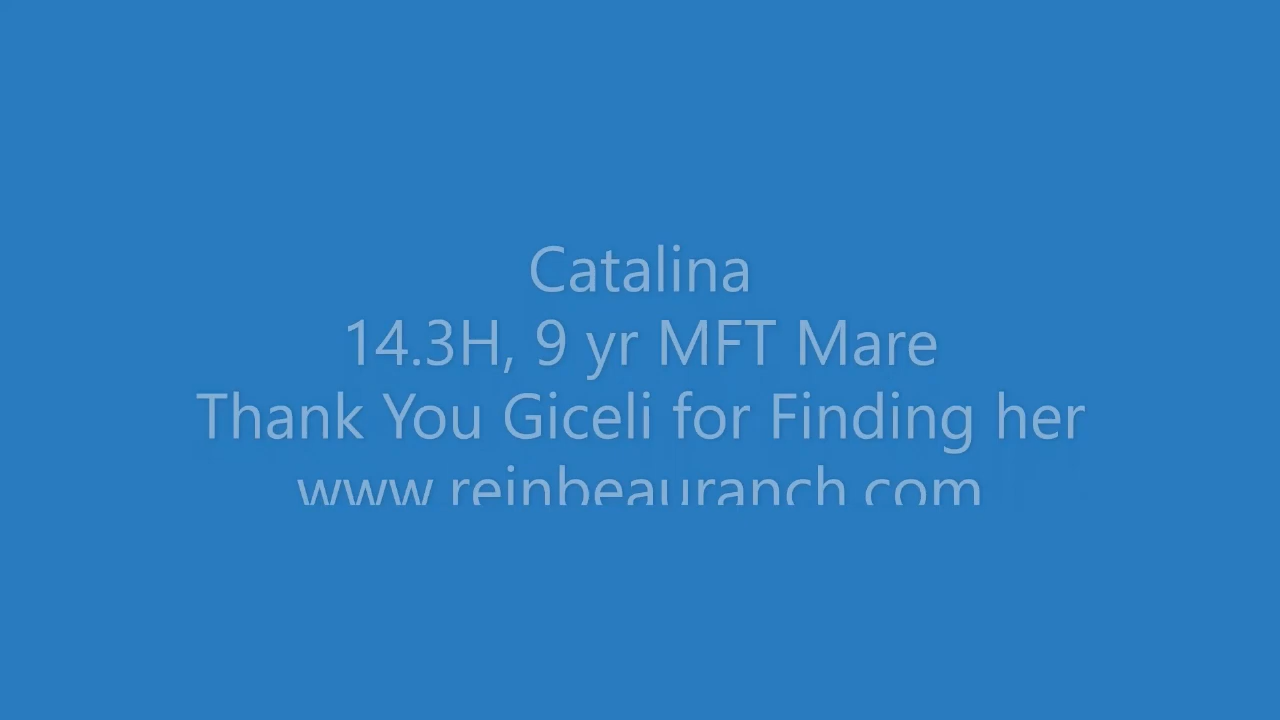 Catalina
14.3H, 9 yr MFT Mare
Thank You Giceli for Finding her
www.reinbeauranch.com